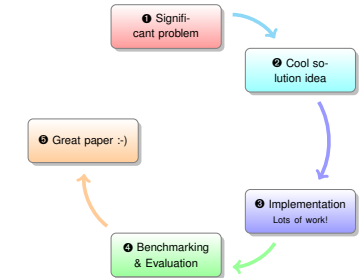 ❶ Signifi-
cant problem
❷ Cool so-
lution idea
❸ Implementation
Lots of work!
❹ Benchmarking
& Evaluation
❺ Great paper :-)